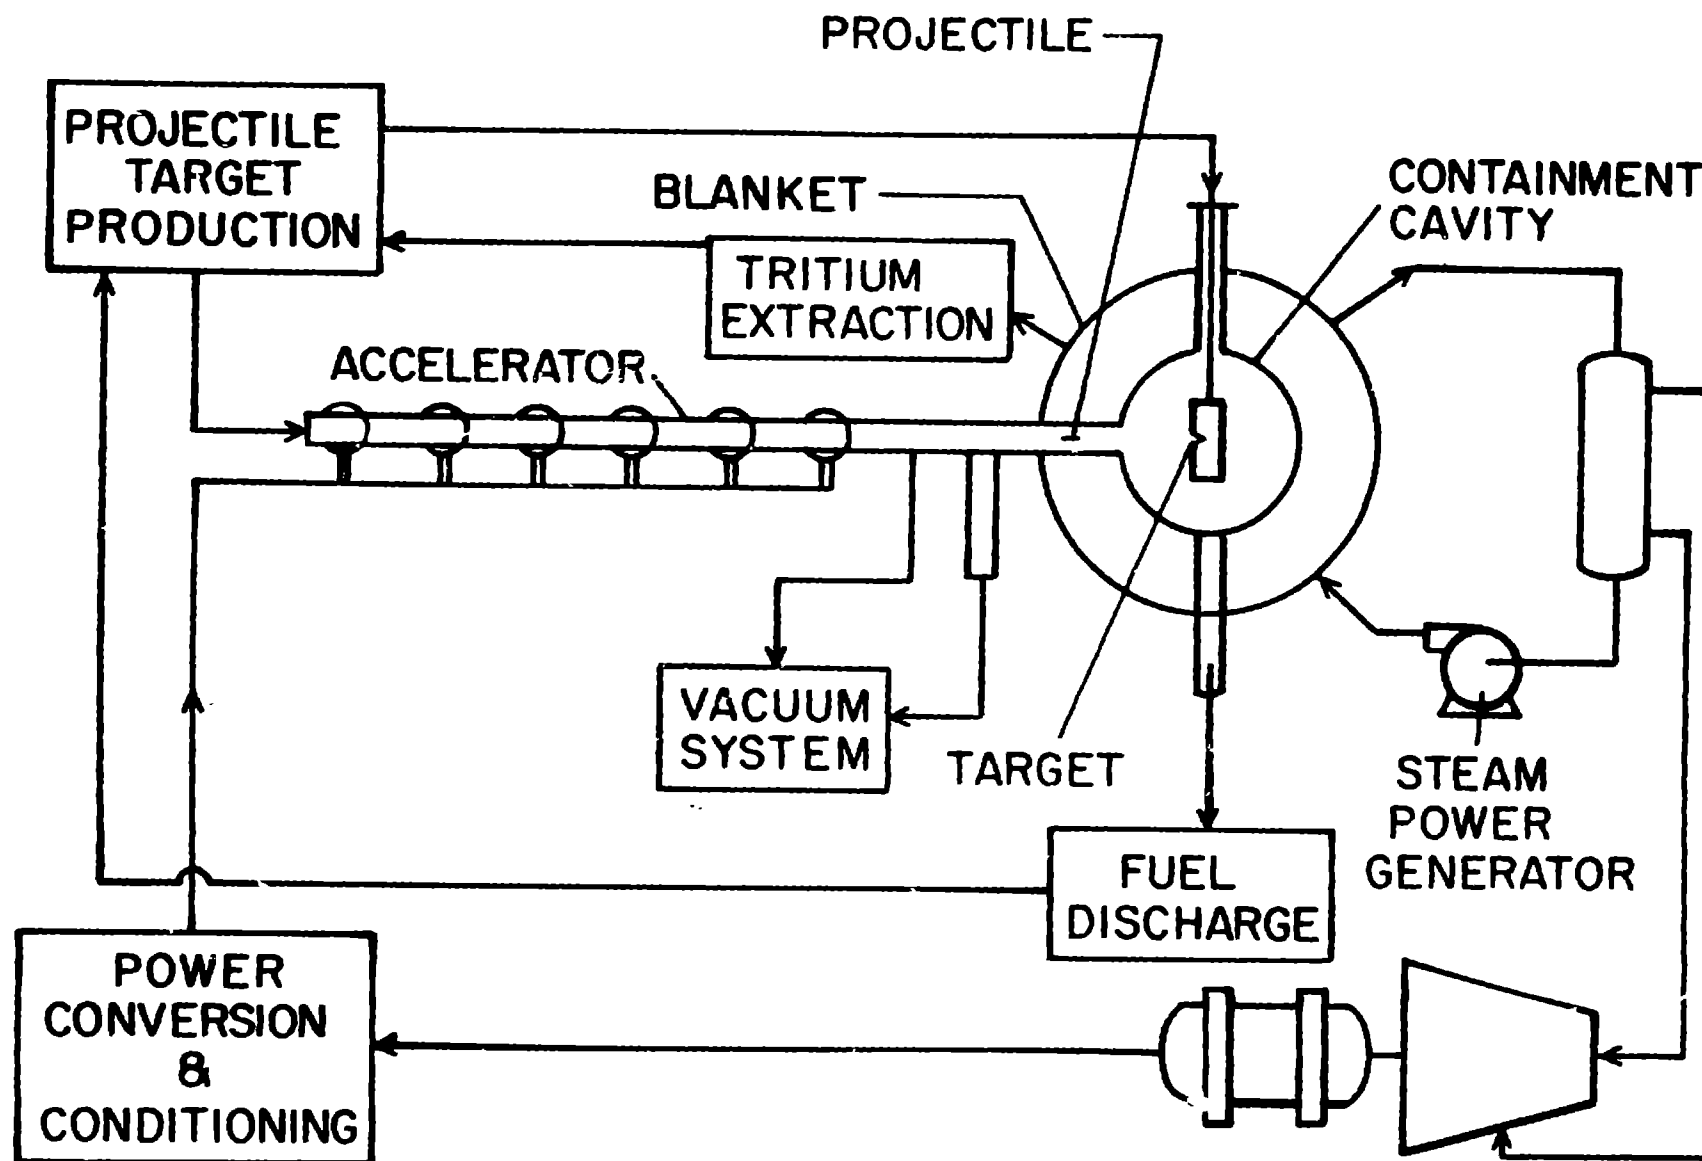 PROJECTILE
PROJECTILE
TARGET
PRODUCTION
BLANKET
CONTAINMENT
CAVITY
TRITIUM
EXTRACTION
ACCELERATOR
VACUUM
SYSTEM
TARGET
STEAM
POWER
GENERATOR
FUEL
DISCHARGE
POWER
CONVERSION
&
CONDITIONING